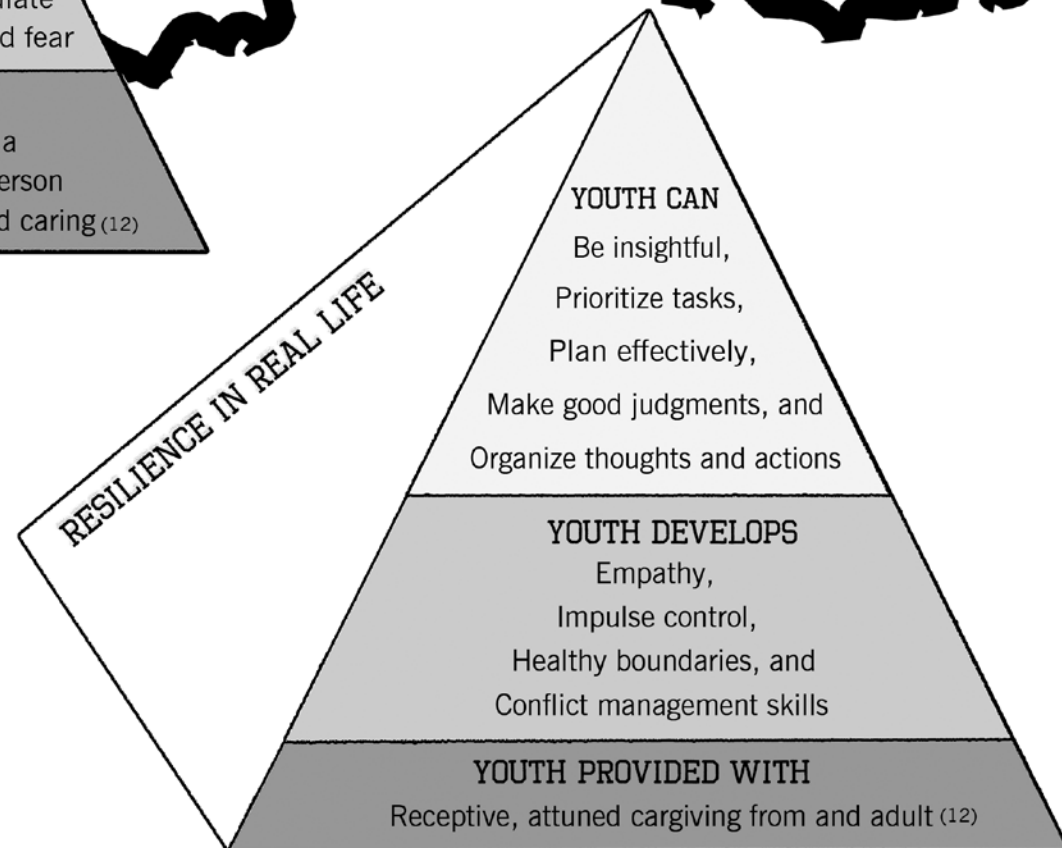 d fear
a
d caring (12)
RESILIENCE IN REAL LIFE
YOUTH CAN
Be insightful,
Prioritize tasks,
Plan effectively,
Make good judgments, and
Organize thoughts and actions
YOUTH DEVELOPS
Empathy,
Impulse control,
Healthy boundaries, and
Conflict management skills
YOUTH PROVIDED WITH
Receptive, attuned cargiving from and adult (12)